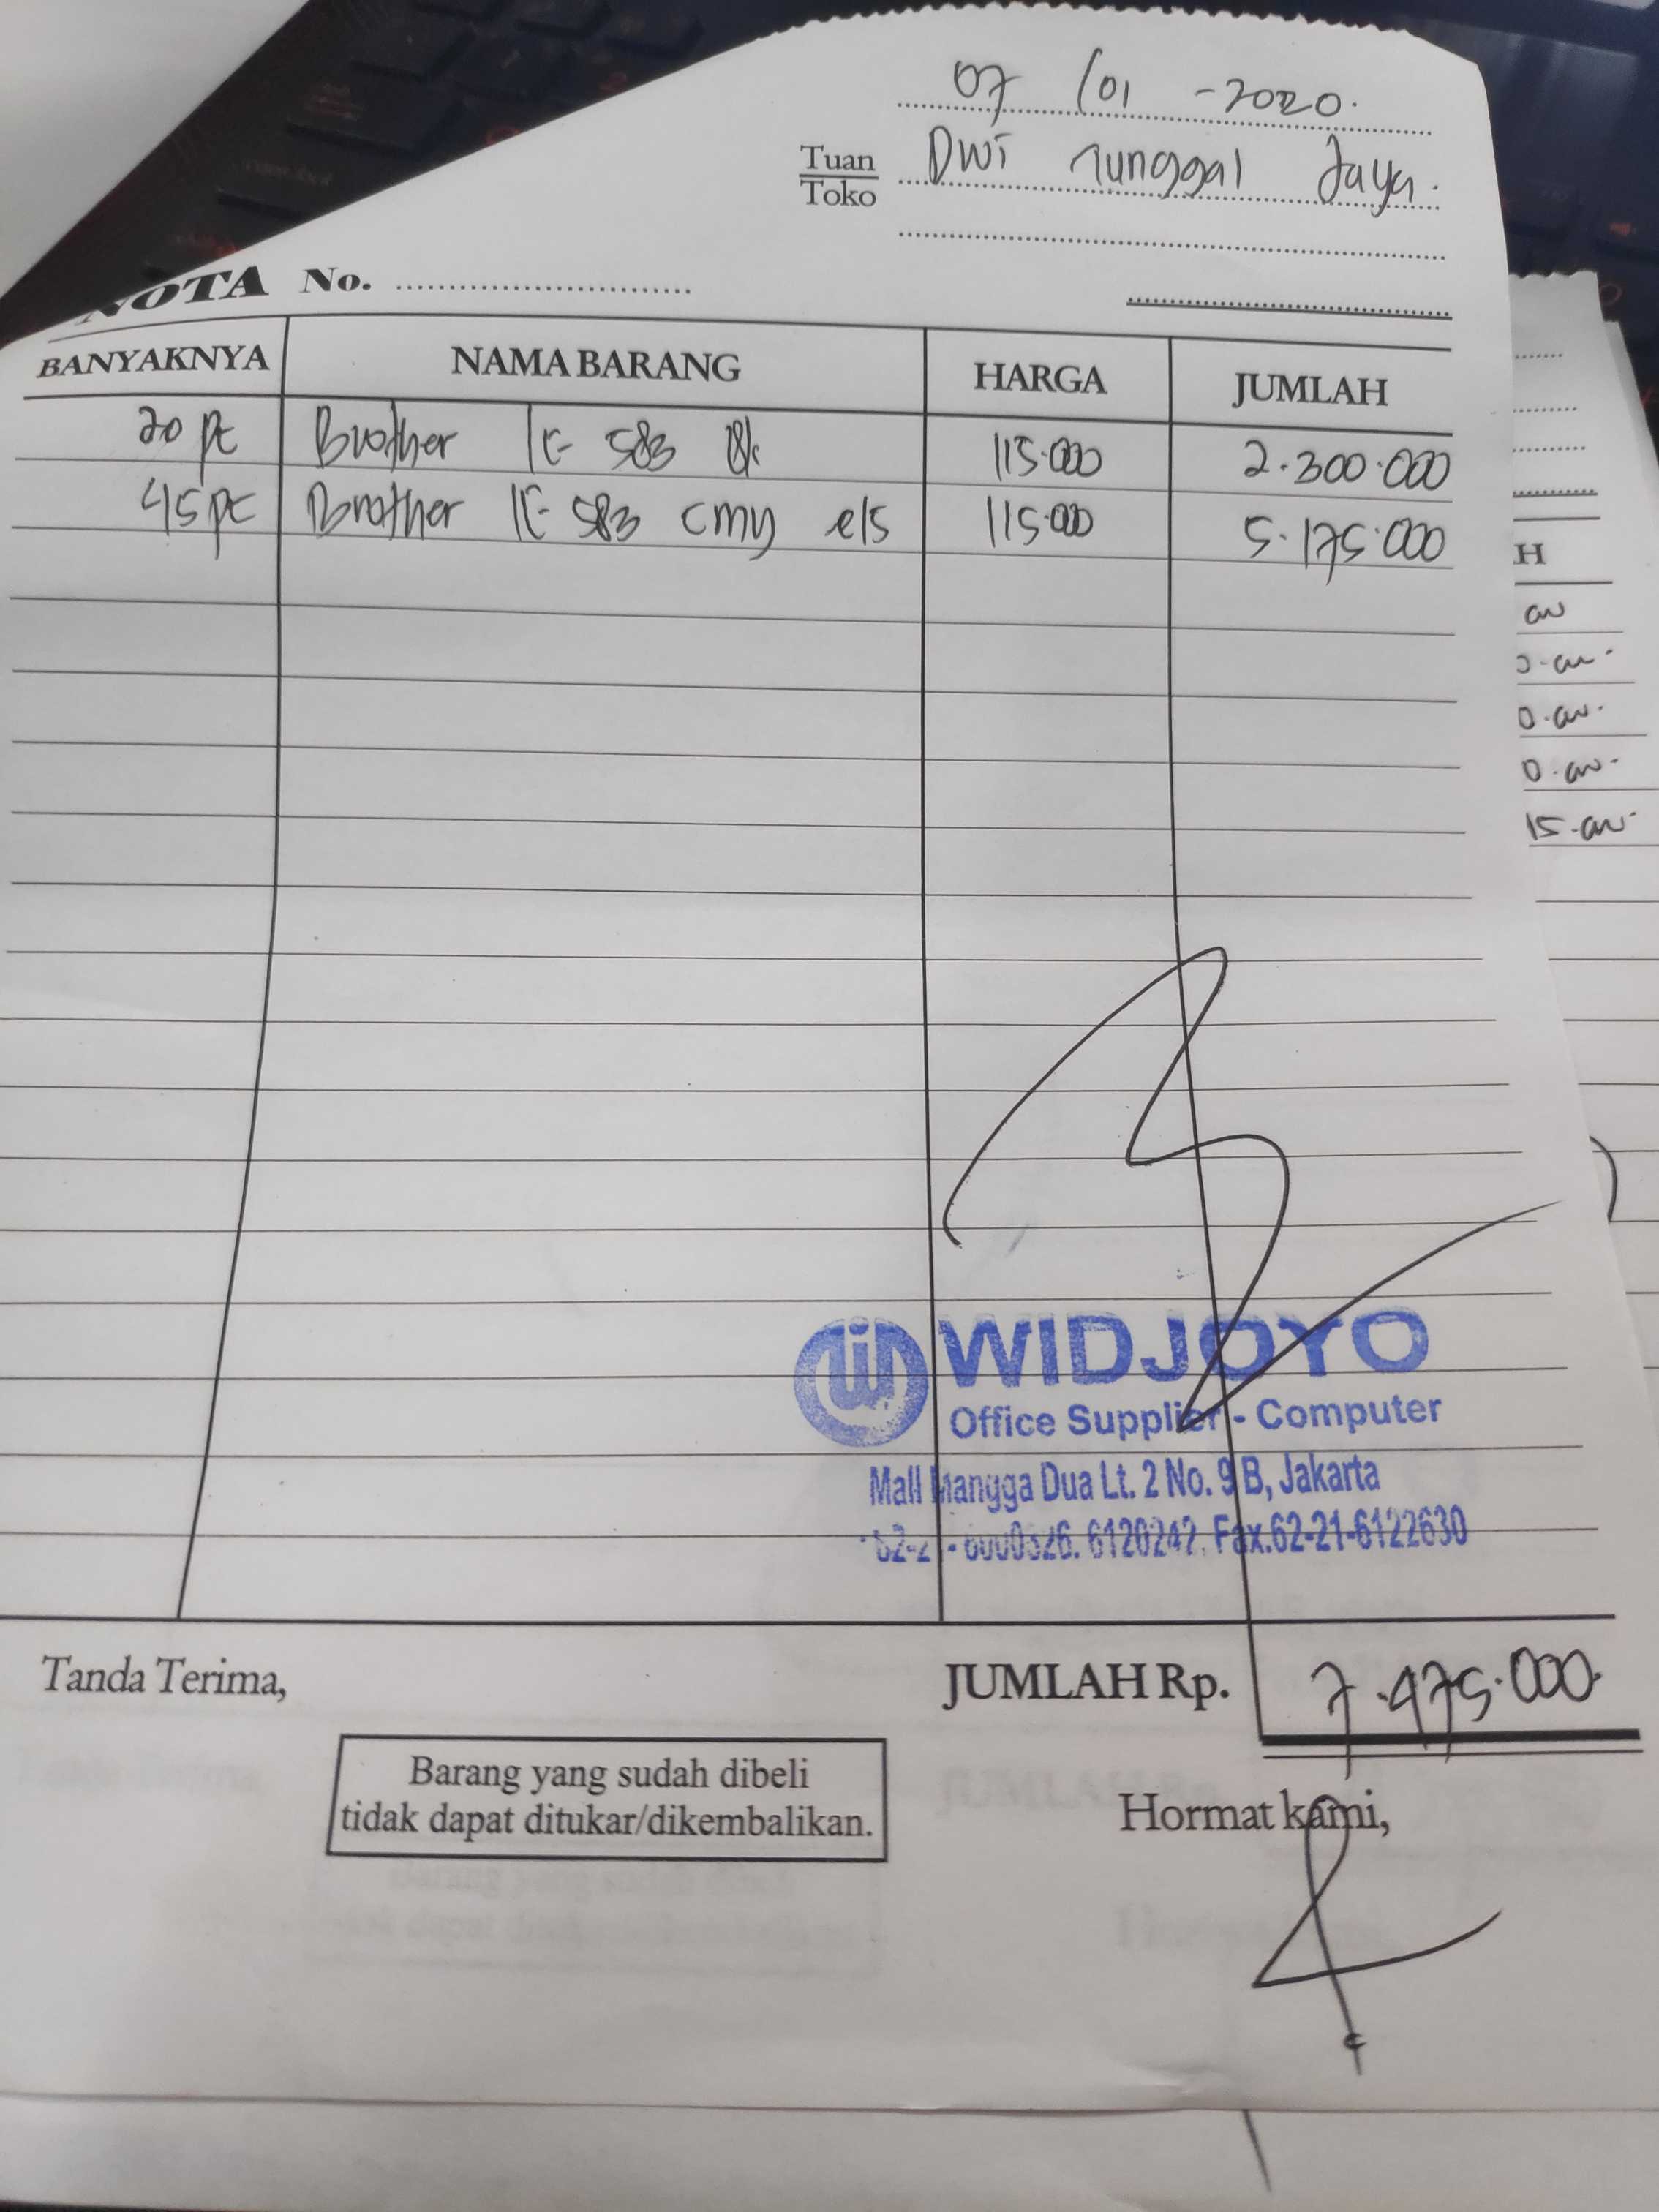 07/01-2020.
Tuan
Toko
Dwi Tunggal Jaya.
NOTA No.
BANYAKNYA NAMA BARANG HARGA JUMLAH
20 pc Brother 583 Bk 115.000 2.300.000
45 pc Brother 583 cmy 115.000 5.175.000
WIDJOYO
Office Supplier - Computer
Mall Mangga Dua Lt. 2 No. 9 B, Jakarta
6120242. Fax.62-21-6122630
Tanda Terima,
JUMLAH Rp. 7.475.000.
Barang yang sudah dibeli
tidak dapat ditukar/dikembalikan.
Hormat kami,
H
15